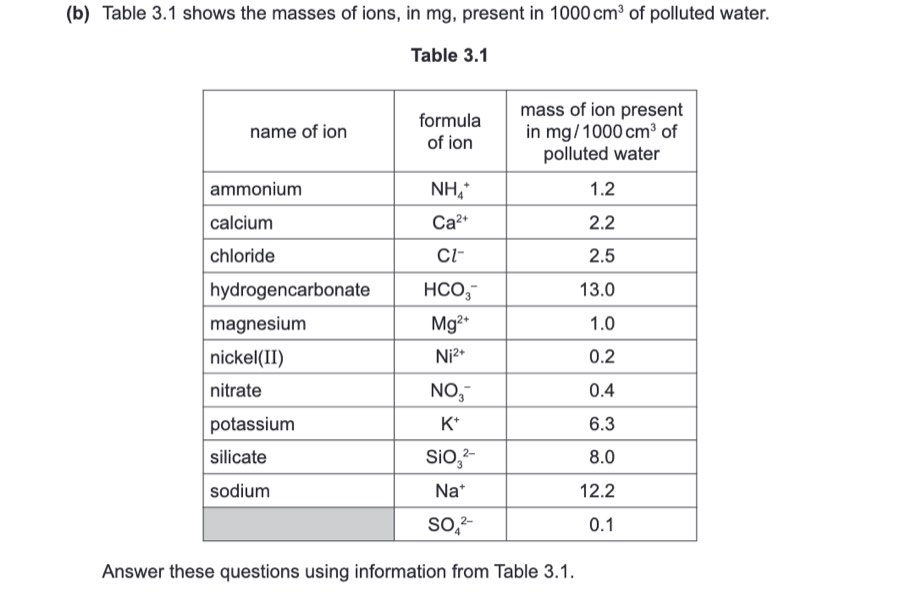 (b) Table 3.1 shows the masses of ions, in mg, present in 1000 cm³ of polluted water.
Table 3.1
name of ion
formula
of ion
mass of ion present
in mg / 1000 cm³ of
polluted water
ammonium NH₄⁺ 1.2
calcium Ca²⁺ 2.2
chloride Cl⁻ 2.5
hydrogencarbonate HCO₃⁻ 13.0
magnesium Mg²⁺ 1.0
nickel(II) Ni²⁺ 0.2
nitrate NO₃⁻ 0.4
potassium K⁺ 6.3
silicate SiO₃²⁻ 8.0
sodium Na⁺ 12.2
SO₄²⁻ 0.1
Answer these questions using information from Table 3.1.